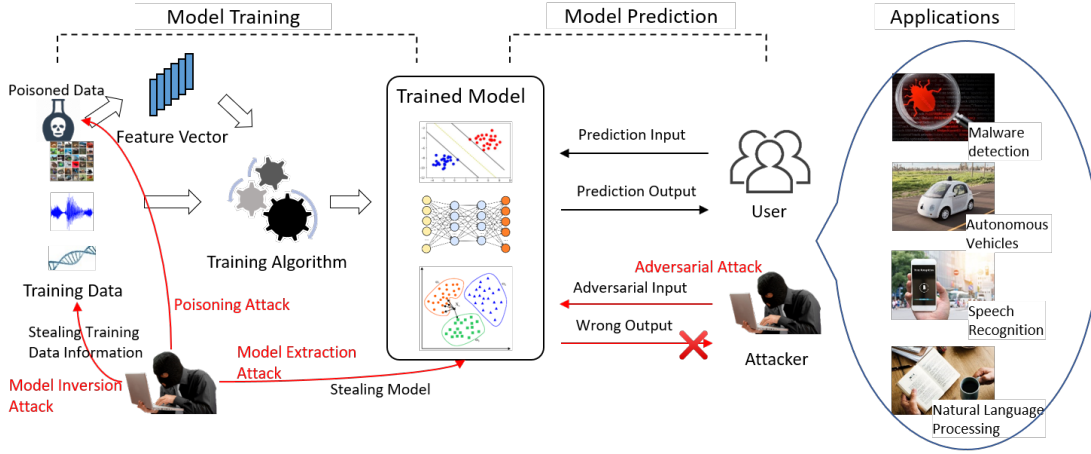 Model Training
Model Prediction
Applications
Poisoned Data
Feature Vector
Training Data
Training Algorithm
Trained Model
Prediction Input
Prediction Output
User
Adversarial Attack
Adversarial Input
Wrong Output
Attacker
Poisoning Attack
Stealing Training
Data Information
Model Inversion
Attack
Model Extraction
Attack
Stealing Model
Malware
detection
Autonomous
Vehicles
Speech
Recognition
Natural Language
Processing